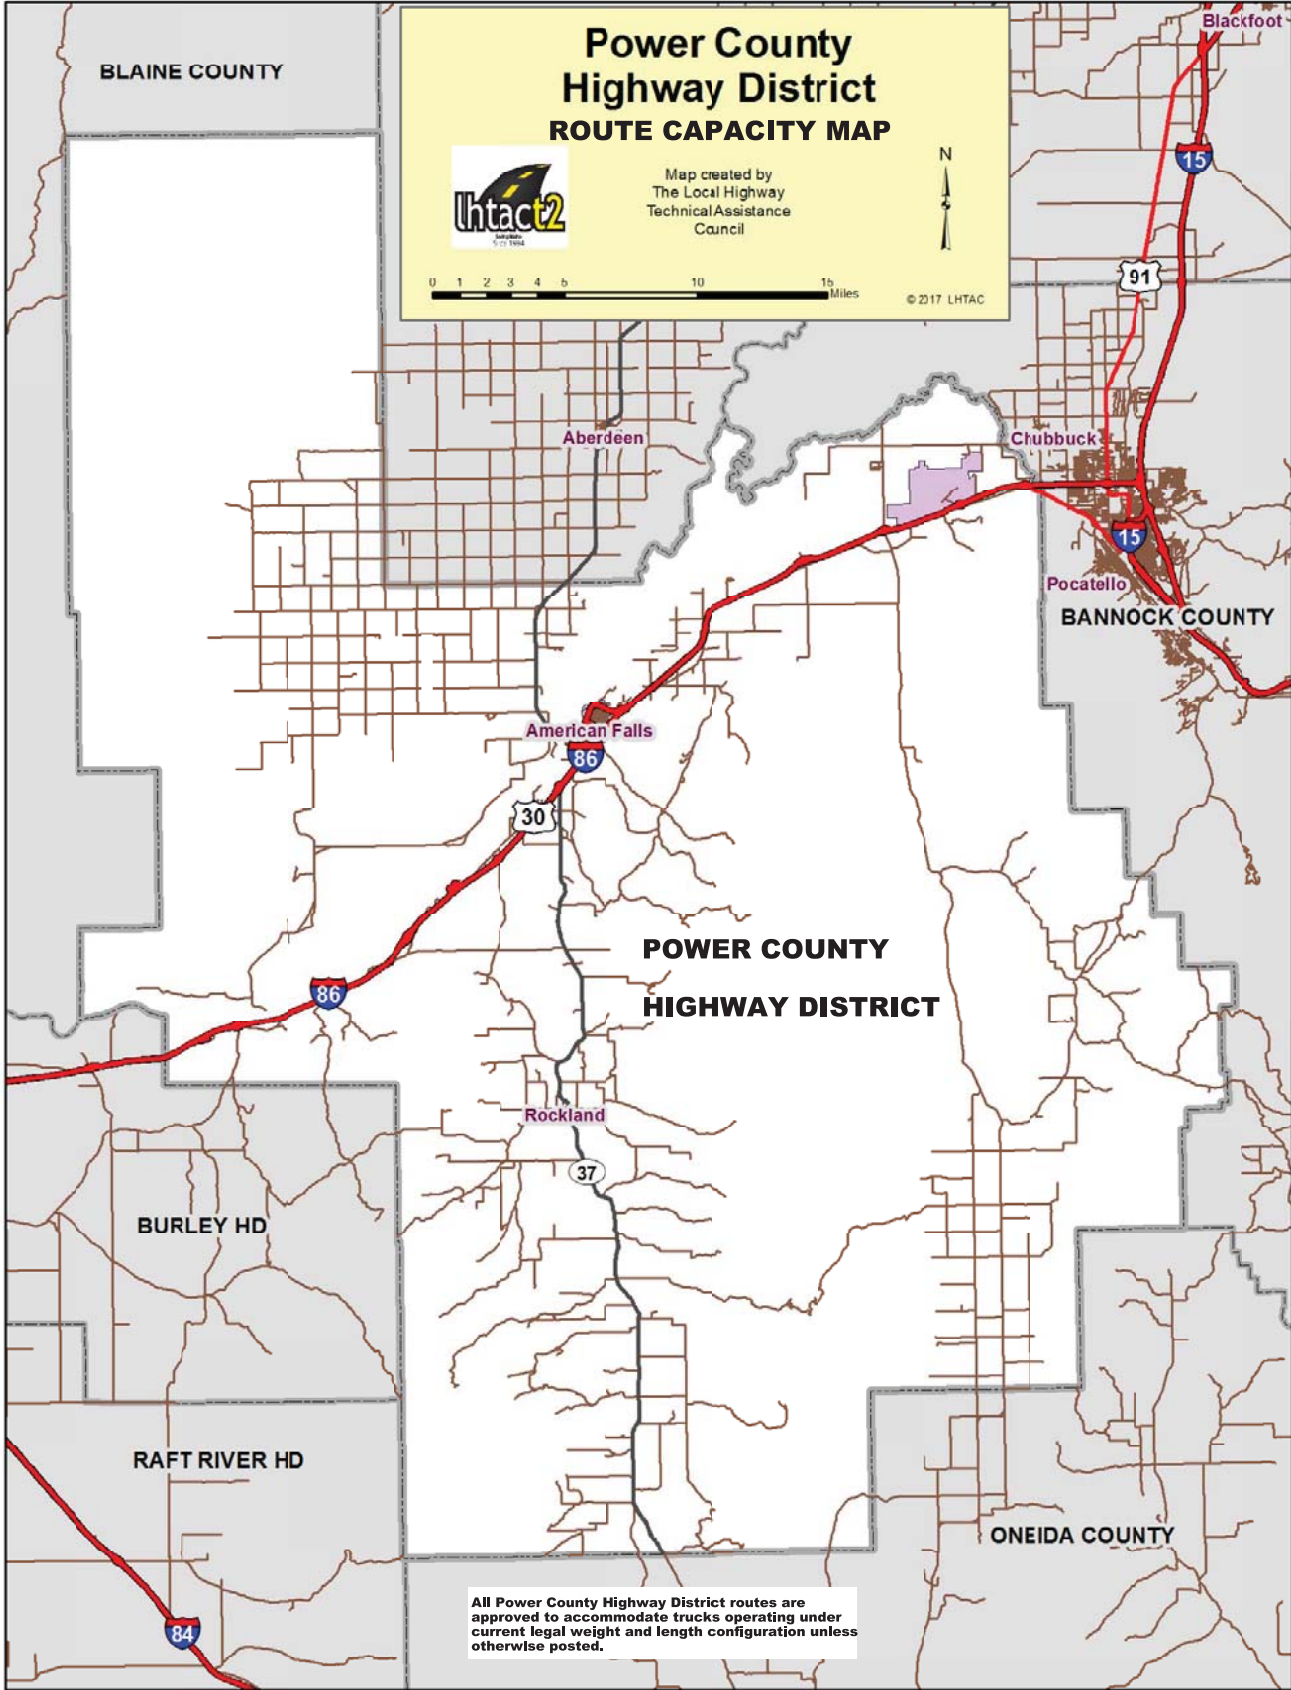 Power County
Highway District
ROUTE CAPACITY MAP
lhtact2
Since 1994
Map created by
The Local Highway
Technical Assistance
Council
N
0 1 2 3 4 5 10 15
Miles
© 2017 LHTAC
BLAINE COUNTY
Blackfoot
15
91
Aberdeen
Chubbuck
15
Pocatello
BANNOCK COUNTY
American Falls
86
30
POWER COUNTY
HIGHWAY DISTRICT
86
Rockland
37
BURLEY HD
RAFT RIVER HD
ONEIDA COUNTY
84
All Power County Highway District routes are
approved to accommodate trucks operating under
current legal weight and length configuration unless
otherwise posted.